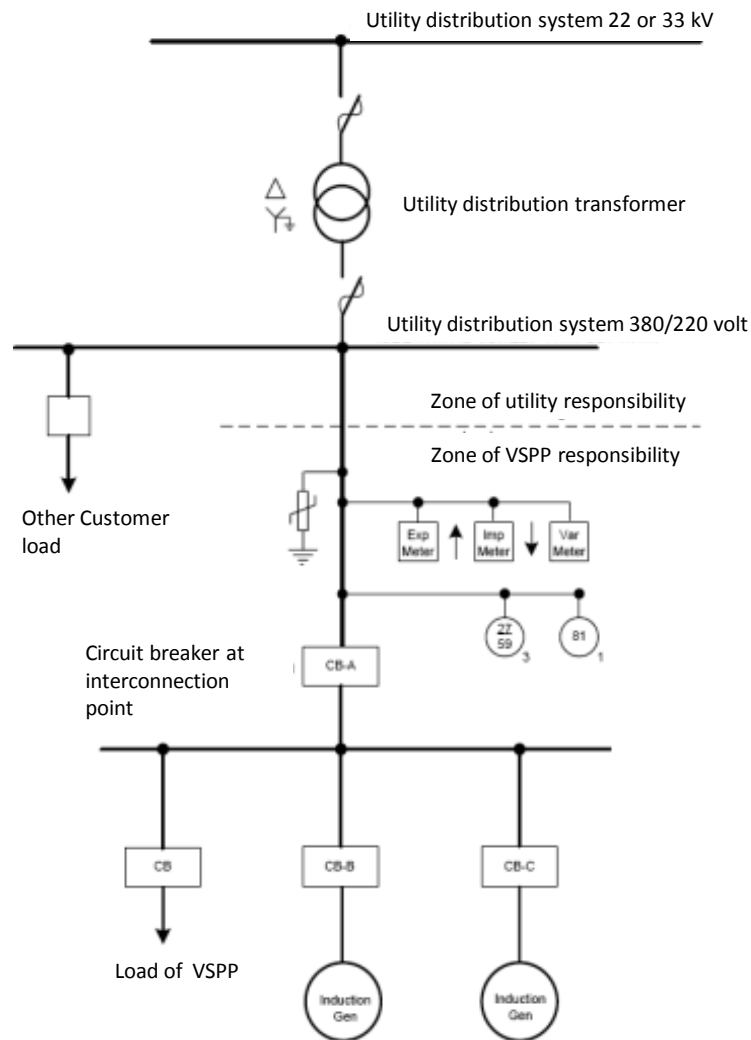 Utility distribution system 22 or 33 kV
Utility distribution transformer
Utility distribution system 380/220 volt
Zone of utility responsibility
Zone of VSPP responsibility
Other Customer
load
Exp
Meter
Imp
Meter
Var
Meter
27
59
3
81
1
Circuit breaker at
interconnection
point
CB-A
CB
CB-B
CB-C
Load of VSPP
Induction
Gen
Induction
Gen